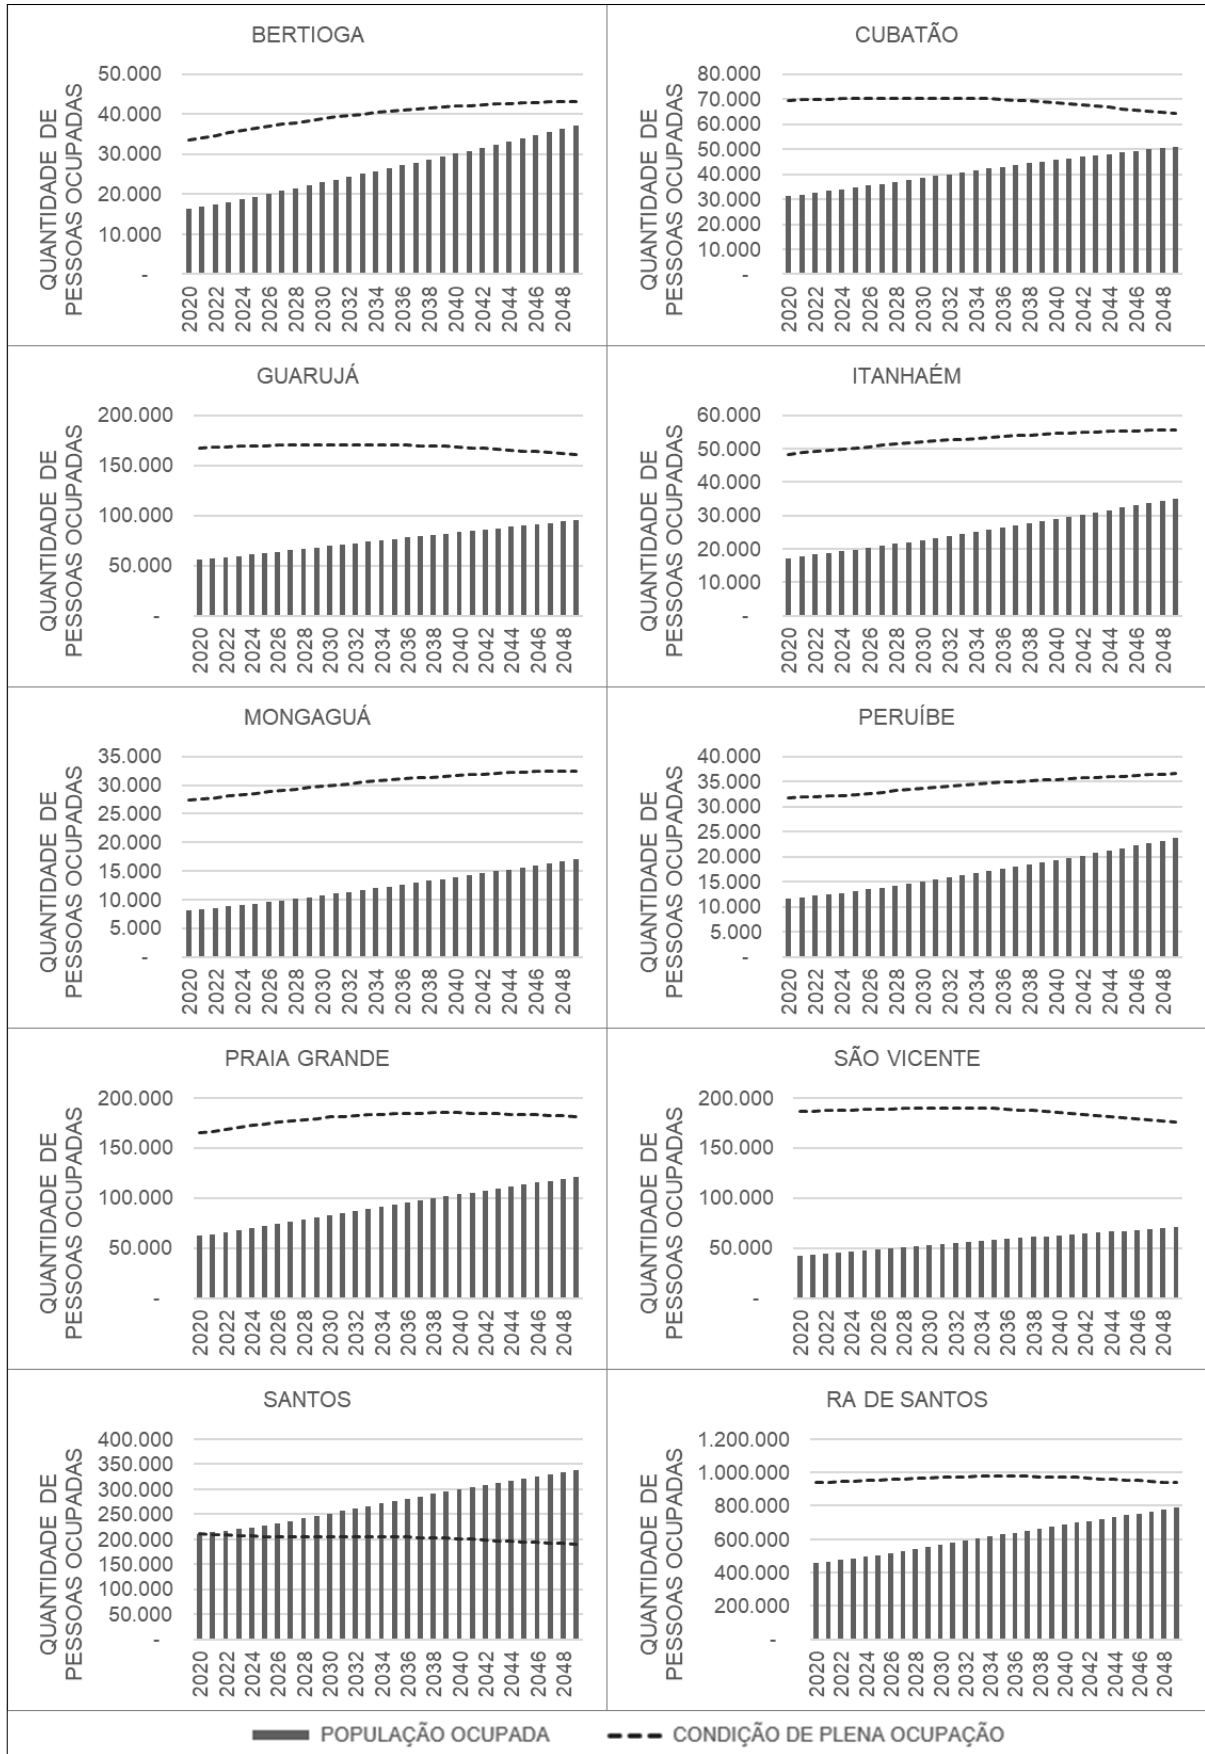 BERTIOGA
QUANTIDADE DE
PESSOAS OCUPADAS
50.000
40.000
30.000
20.000
10.000
-
2020 2022 2024 2026 2028 2030 2032 2034 2036 2038 2040 2042 2044 2046 2048
CUBATÃO
QUANTIDADE DE
PESSOAS OCUPADAS
80.000
70.000
60.000
50.000
40.000
30.000
20.000
10.000
-
2020 2022 2024 2026 2028 2030 2032 2034 2036 2038 2040 2042 2044 2046 2048
GUARUJÁ
QUANTIDADE DE
PESSOAS OCUPADAS
200.000
150.000
100.000
50.000
-
2020 2022 2024 2026 2028 2030 2032 2034 2036 2038 2040 2042 2044 2046 2048
ITANHAÉM
QUANTIDADE DE
PESSOAS OCUPADAS
60.000
50.000
40.000
30.000
20.000
10.000
-
2020 2022 2024 2026 2028 2030 2032 2034 2036 2038 2040 2042 2044 2046 2048
MONGAGUÁ
QUANTIDADE DE
PESSOAS OCUPADAS
35.000
30.000
25.000
20.000
15.000
10.000
5.000
-
2020 2022 2024 2026 2028 2030 2032 2034 2036 2038 2040 2042 2044 2046 2048
PERUÍBE
QUANTIDADE DE
PESSOAS OCUPADAS
40.000
35.000
30.000
25.000
20.000
15.000
10.000
5.000
-
2020 2022 2024 2026 2028 2030 2032 2034 2036 2038 2040 2042 2044 2046 2048
PRAIA GRANDE
QUANTIDADE DE
PESSOAS OCUPADAS
200.000
150.000
100.000
50.000
-
2020 2022 2024 2026 2028 2030 2032 2034 2036 2038 2040 2042 2044 2046 2048
SÃO VICENTE
QUANTIDADE DE
PESSOAS OCUPADAS
200.000
150.000
100.000
50.000
-
2020 2022 2024 2026 2028 2030 2032 2034 2036 2038 2040 2042 2044 2046 2048
SANTOS
QUANTIDADE DE
PESSOAS OCUPADAS
400.000
350.000
300.000
250.000
200.000
150.000
100.000
50.000
-
2020 2022 2024 2026 2028 2030 2032 2034 2036 2038 2040 2042 2044 2046 2048
RA DE SANTOS
QUANTIDADE DE
PESSOAS OCUPADAS
1.200.000
1.000.000
800.000
600.000
400.000
200.000
-
2020 2022 2024 2026 2028 2030 2032 2034 2036 2038 2040 2042 2044 2046 2048
POPULAÇÃO OCUPADA
CONDIÇÃO DE PLENA OCUPAÇÃO